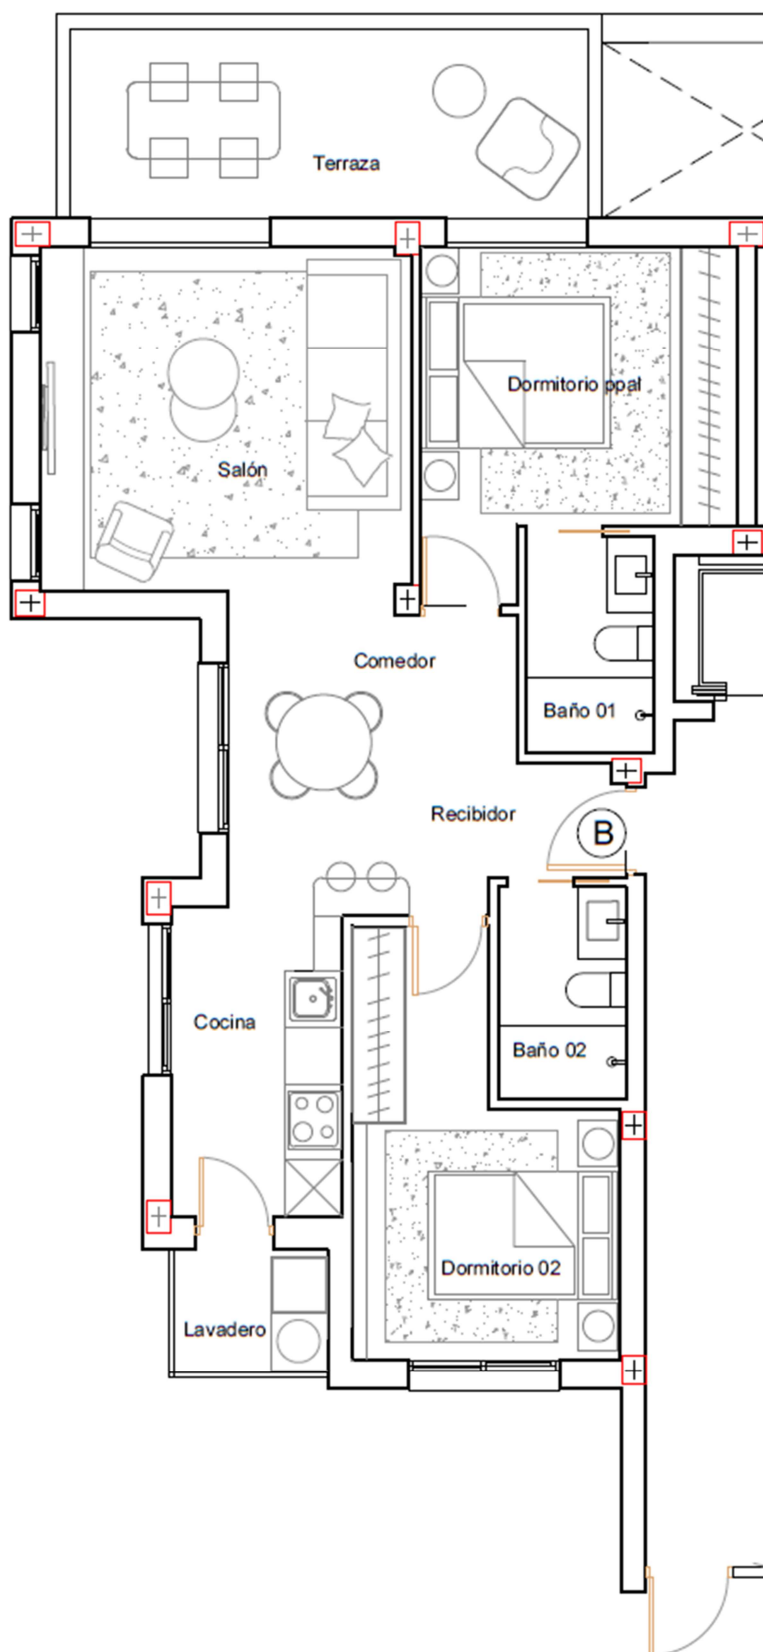 Terraza
Dormitorio ppal
Salón
Comedor
Baño 01
Recibidor
B
Cocina
Baño 02
Dormitorio 02
Lavadero